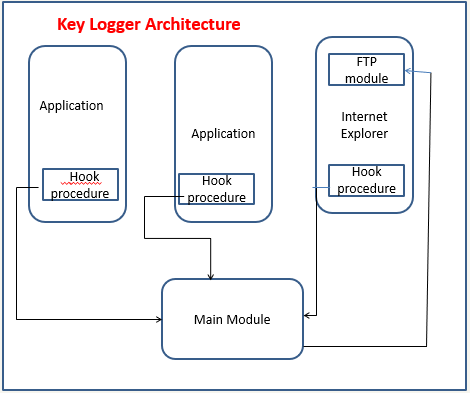 Key Logger Architecture
Application
Hook
procedure
Application
Hook
procedure
FTP
module
Internet
Explorer
Hook
procedure
Main Module